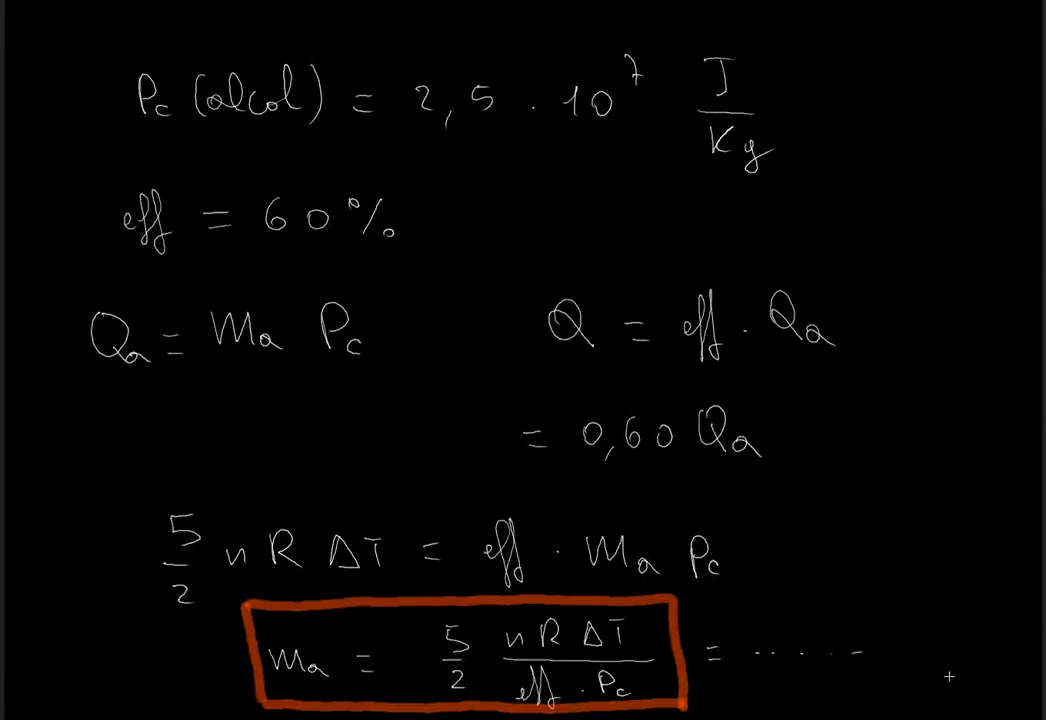 Pc (alcol) = 2,5 · 10⁷ J/Kg
eff = 60%
Qa = Ma Pc Q = eff · Qa
= 0,60 Qa
5/2 n R ΔT = eff · Ma Pc
Ma = 5/2 n R ΔT / eff · Pc = ......